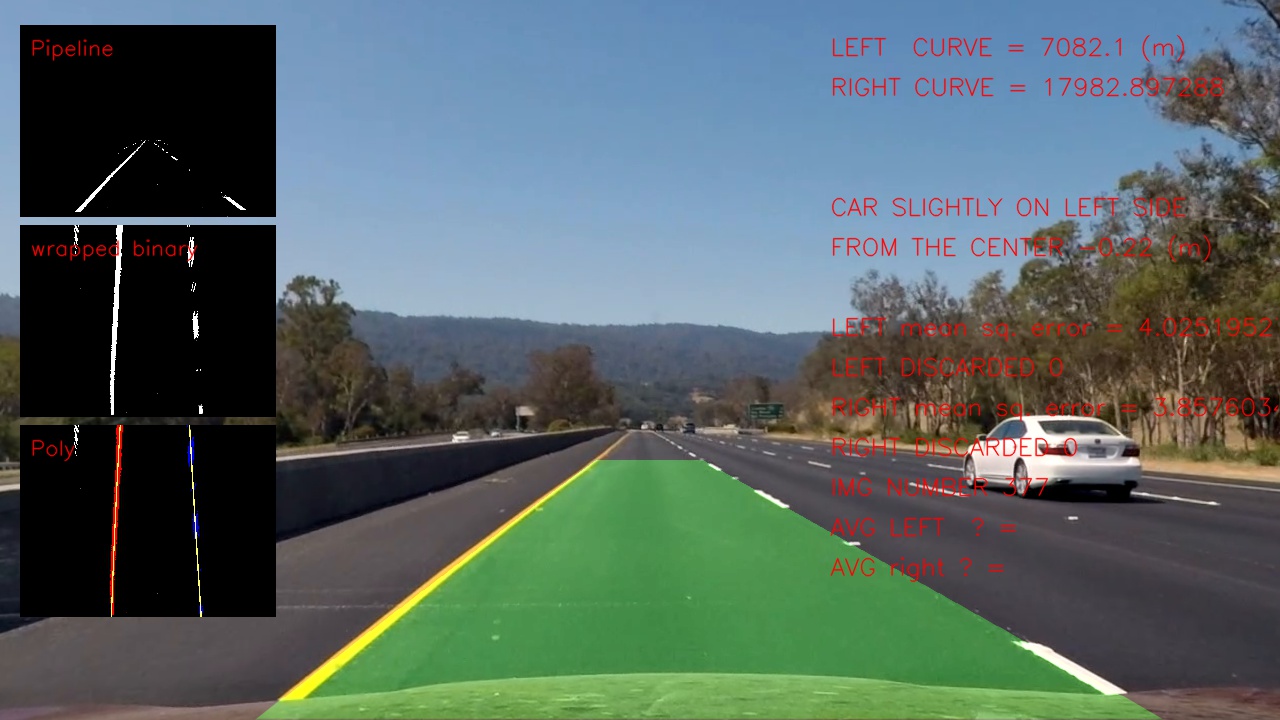 Pipeline
wrapped binary
Poly
LEFT CURVE = 7082.1 (m)
RIGHT CURVE = 17982.897288
CAR SLIGHTLY ON LEFT SIDE
FROM THE CENTER -0.22 (m)
LEFT mean sq. error = 4.0251952
LEFT DISCARDED 0
RIGHT mean sq. error = 3.857603
RIGHT DISCARDED 0
IMG NUMBER 377
AVG LEFT ? =
AVG right ? =